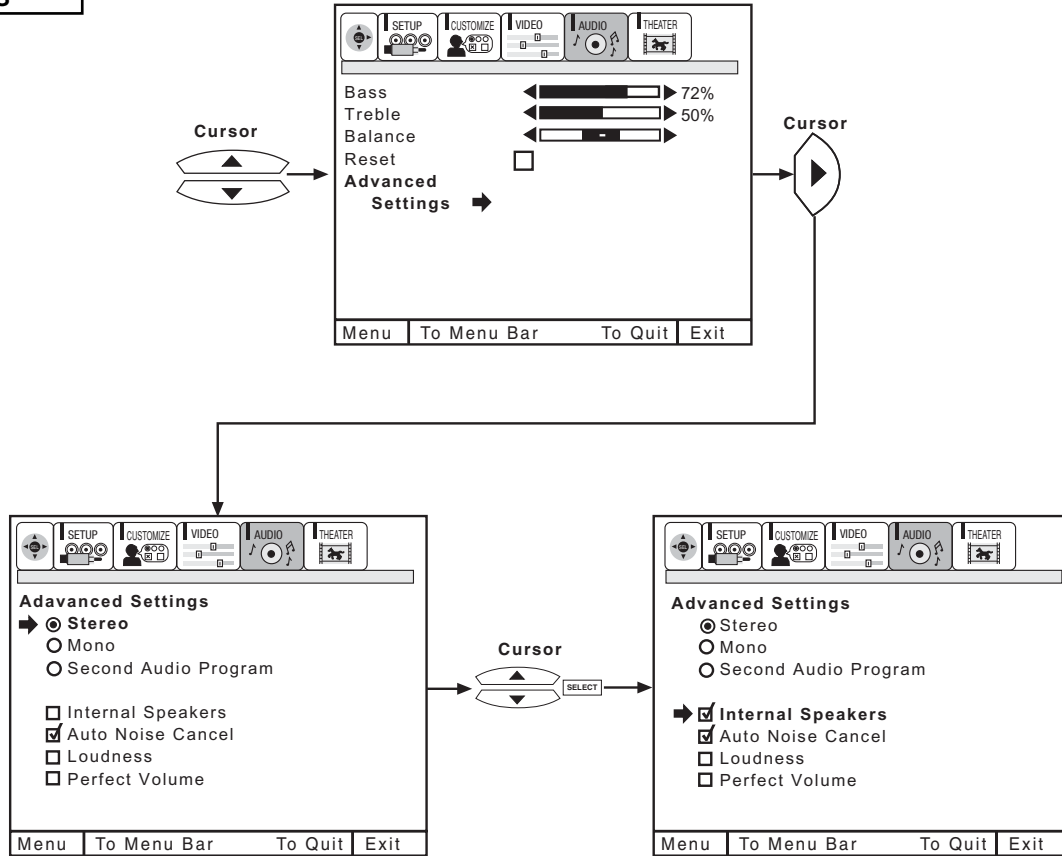 SETUP CUSTOMIZE VIDEO AUDIO THEATER
SEL
Bass 72%
Treble 50%
Balance
Reset
Advanced
Settings
Menu To Menu Bar To Quit Exit
Cursor
Cursor
SETUP CUSTOMIZE VIDEO AUDIO THEATER
SEL
Adavanced Settings
Stereo
Mono
Second Audio Program
Internal Speakers
Auto Noise Cancel
Loudness
Perfect Volume
Menu To Menu Bar To Quit Exit
Cursor
SELECT
SETUP CUSTOMIZE VIDEO AUDIO THEATER
SEL
Advanced Settings
Stereo
Mono
Second Audio Program
Internal Speakers
Auto Noise Cancel
Loudness
Perfect Volume
Menu To Menu Bar To Quit Exit